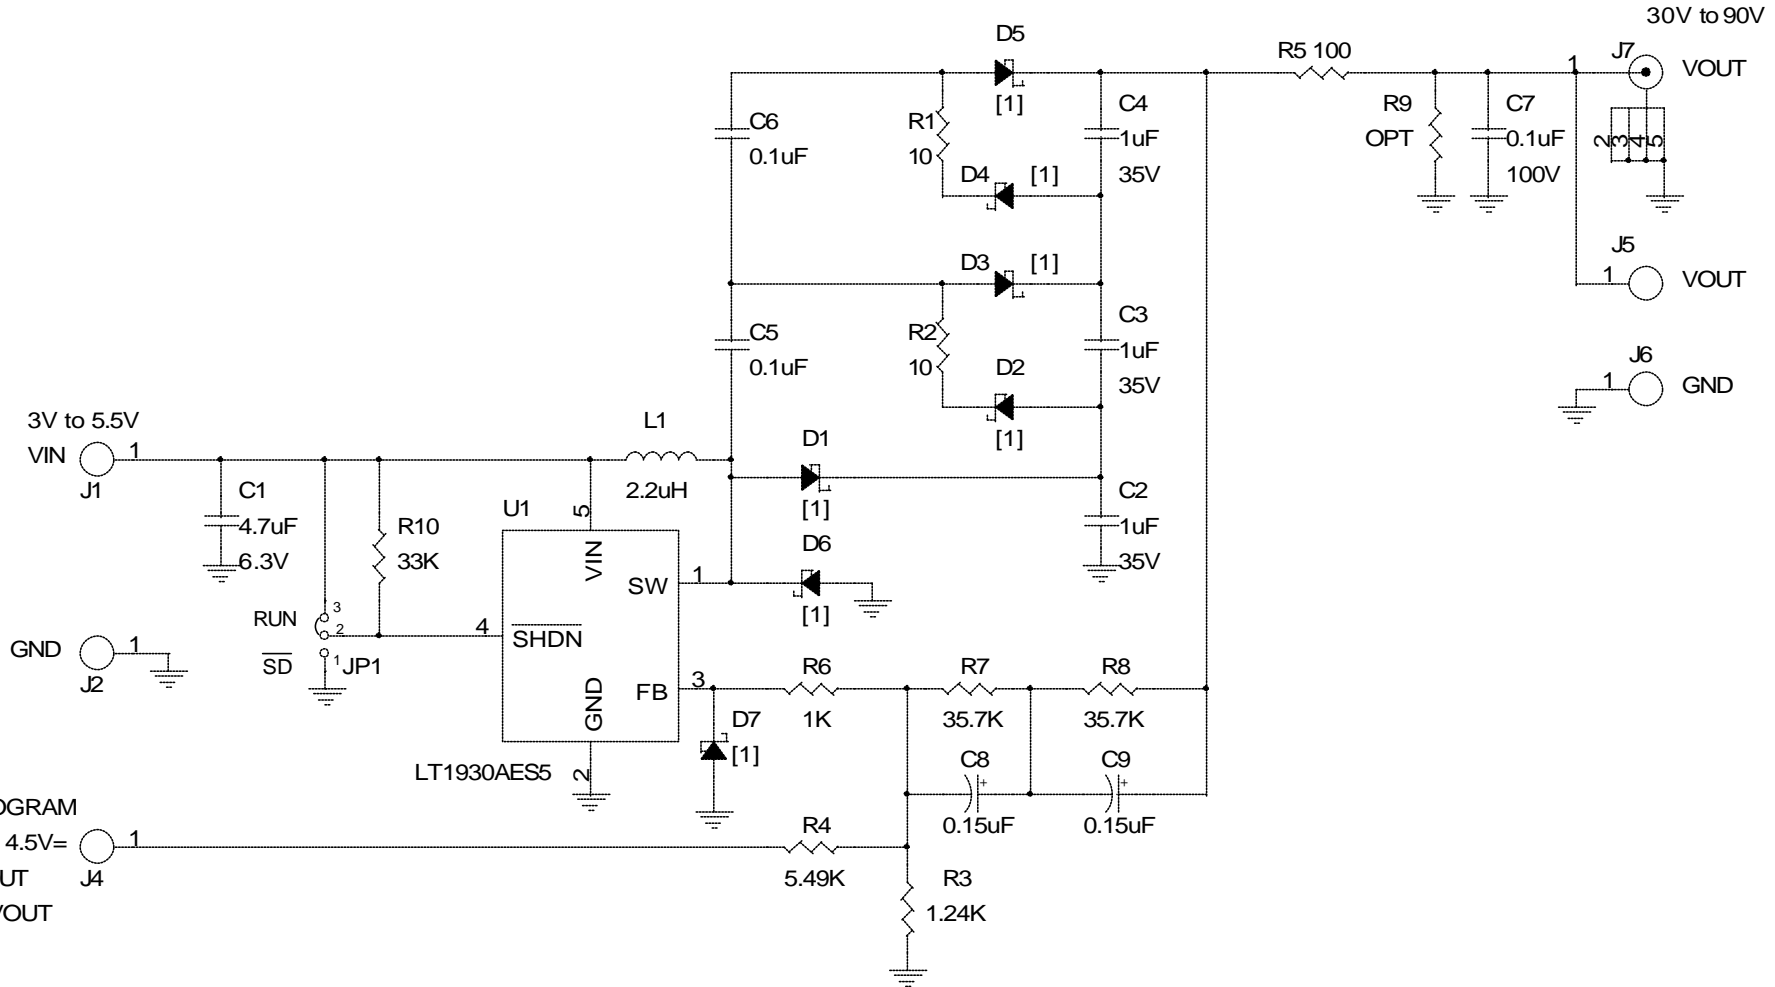 30V to 90V
D5
[1]
R5 100
1
J7
VOUT
C6
0.1uF
R1
10
C4
1uF
35V
R9
OPT
C7
0.1uF
100V
2
3
4
5
D4
[1]
D3
[1]
J5
1
VOUT
C5
0.1uF
R2
10
D2
[1]
C3
1uF
35V
J6
1
GND
3V to 5.5V
VIN
1
J1
L1
2.2uH
D1
[1]
C1
4.7uF
6.3V
R10
33K
U1
5
VIN
SW
1
D6
[1]
C2
1uF
35V
RUN
3
2
1
SD
JP1
4
SHDN
GND
1
J2
FB
3
GND
2
LT1930AES5
D7
[1]
R6
1K
R7
35.7K
R8
35.7K
C8
+
0.15uF
C9
+
0.15uF
OGRAM
4.5V=
1
UT
J4
VOUT
R4
5.49K
R3
1.24K